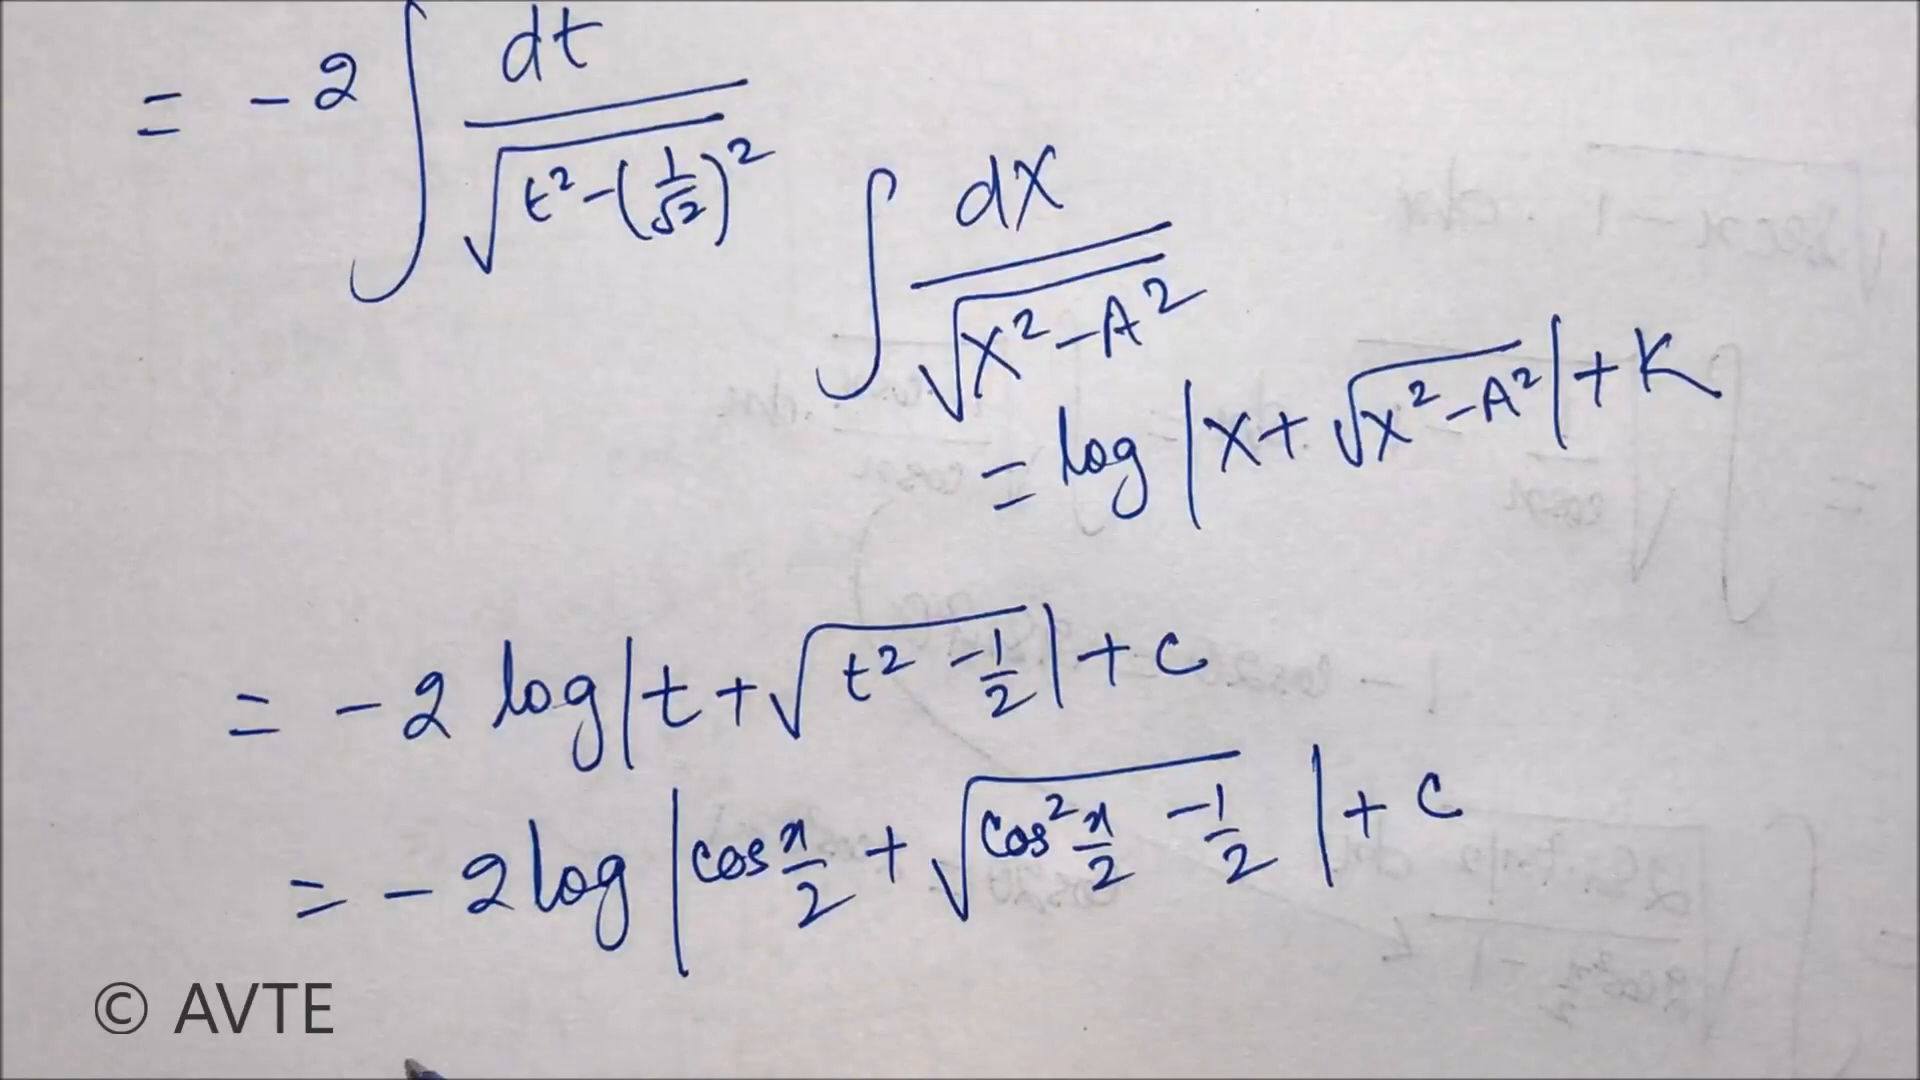 = -2 ∫ dt / √(t² - (1/√2)²)
∫ dX / √(X² - A²)
= log |X + √(X² - A²)| + K
= -2 log |t + √(t² - 1/2)| + c
= -2 log |cos x/2 + √(cos² x/2 - 1/2)| + c
© AVTE